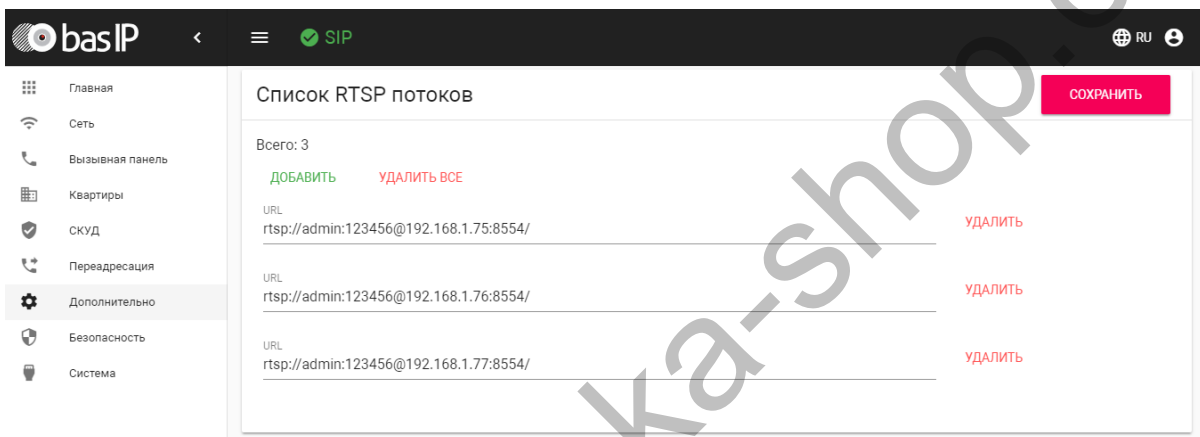 basIP
SIP
RU
Главная
Сеть
Вызывная панель
Квартиры
СКУД
Переадресация
Дополнительно
Безопасность
Система
Список RTSP потоков
СОХРАНИТЬ
Всего: 3
ДОБАВИТЬ УДАЛИТЬ ВСЕ
URL
rtsp://admin:123456@192.168.1.75:8554/
УДАЛИТЬ
URL
rtsp://admin:123456@192.168.1.76:8554/
УДАЛИТЬ
URL
rtsp://admin:123456@192.168.1.77:8554/
УДАЛИТЬ
ka-shop.